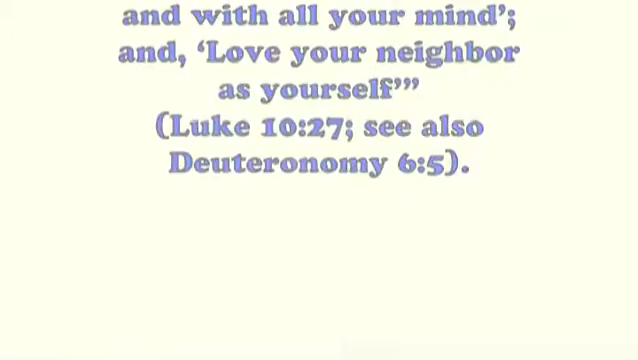 and with all your mind’;
and, ‘Love your neighbor
as yourself’”
(Luke 10:27; see also
Deuteronomy 6:5).